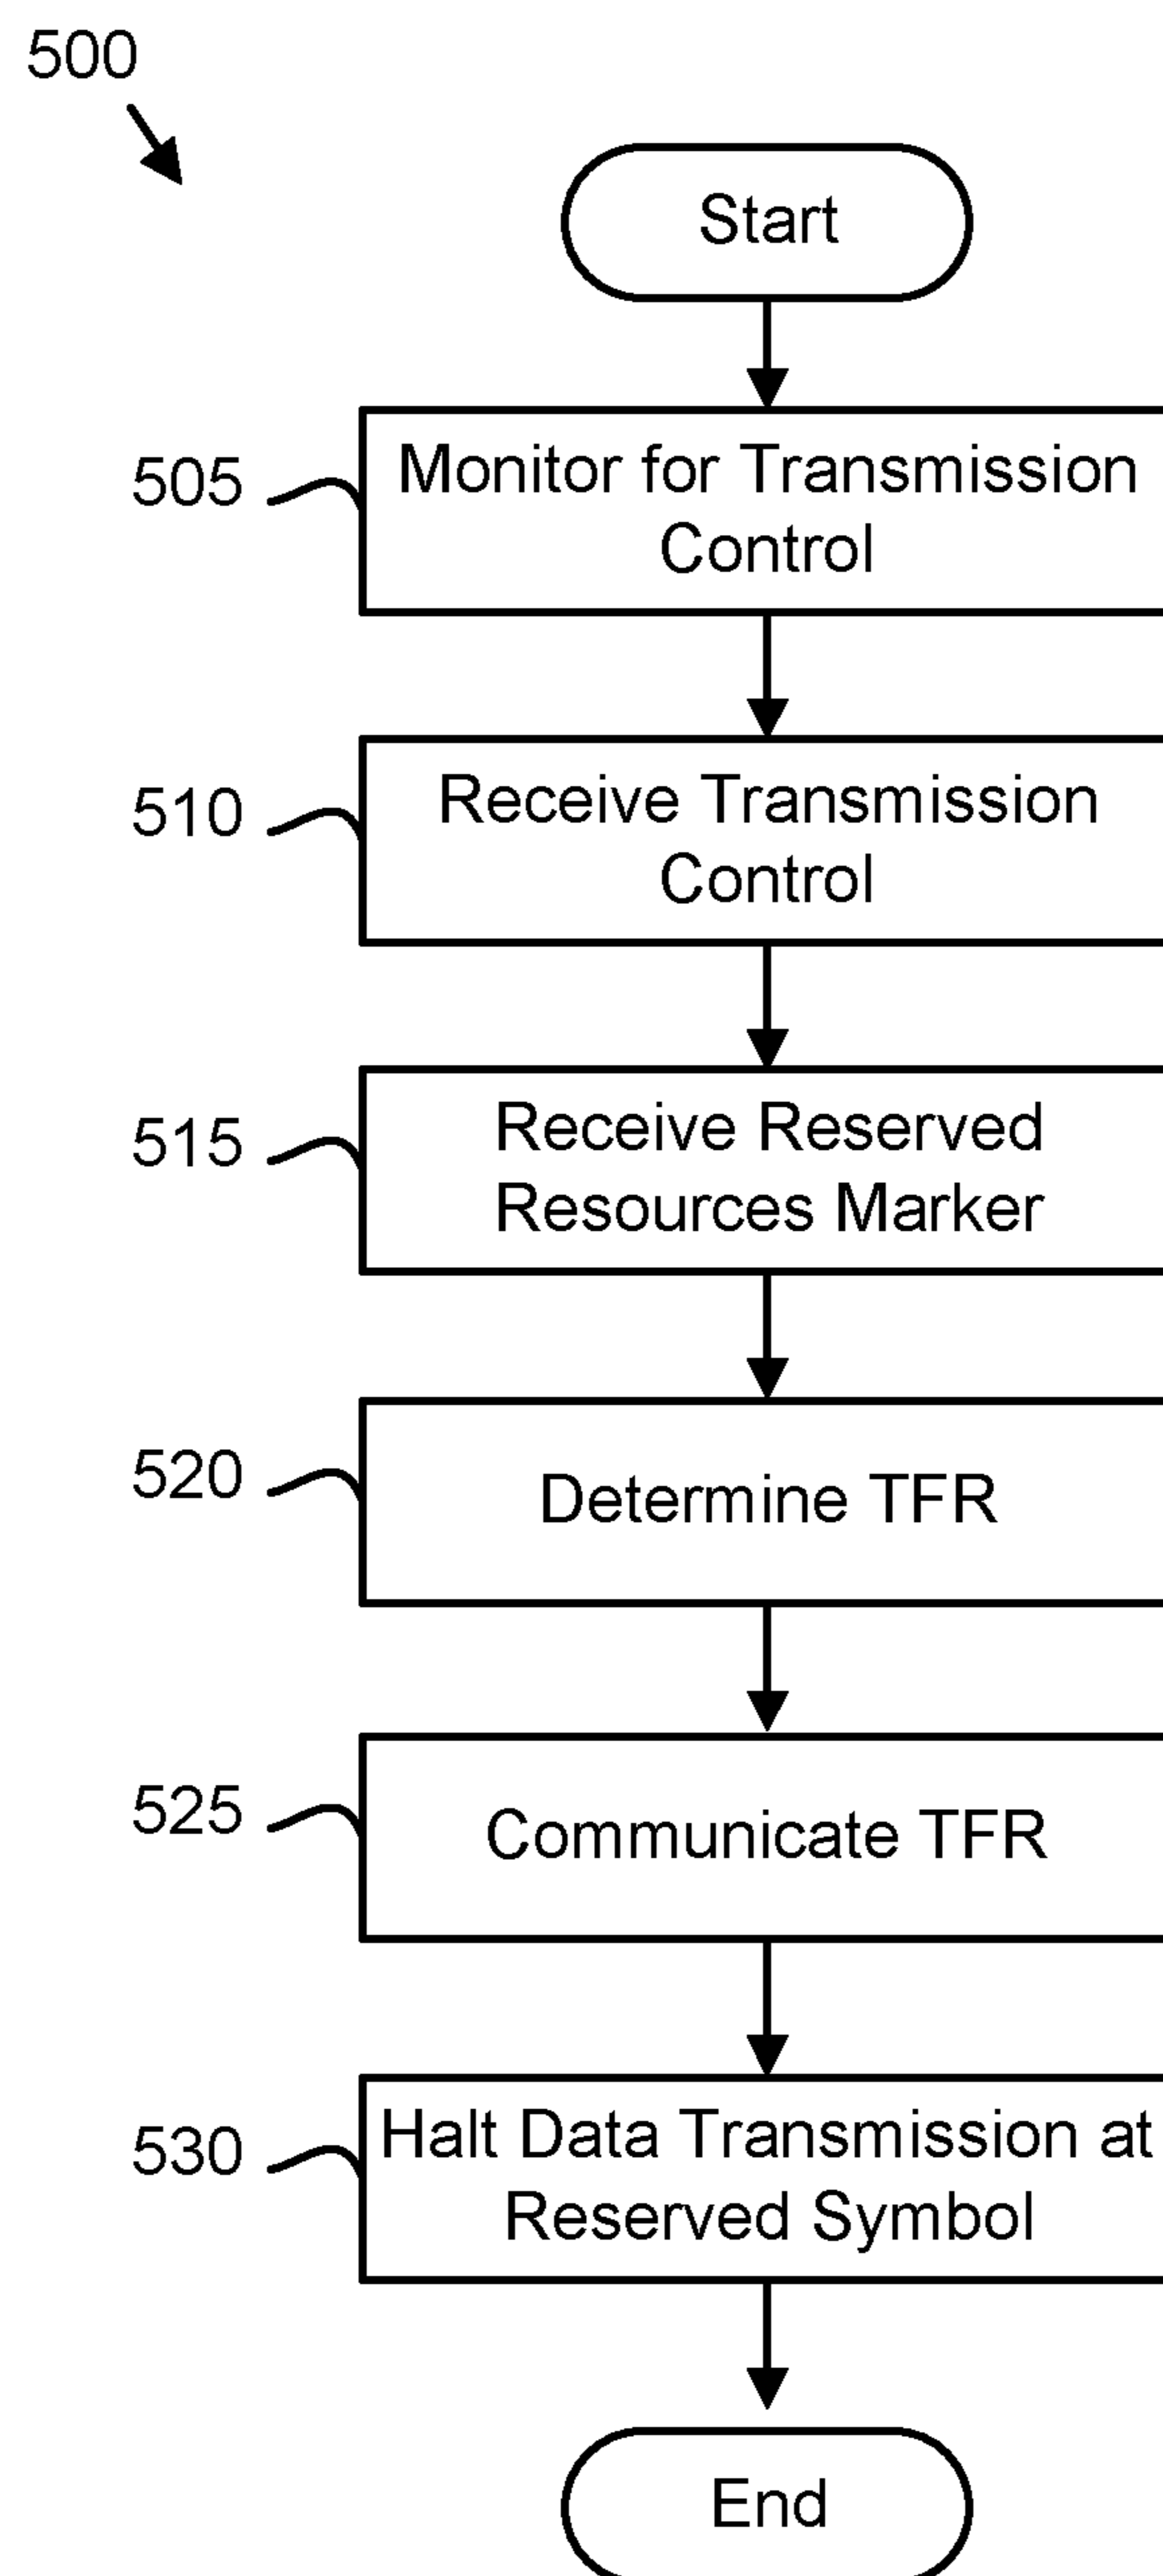 500
Start
505
Monitor for Transmission
Control
510
Receive Transmission
Control
515
Receive Reserved
Resources Marker
520
Determine TFR
525
Communicate TFR
530
Halt Data Transmission at
Reserved Symbol
End